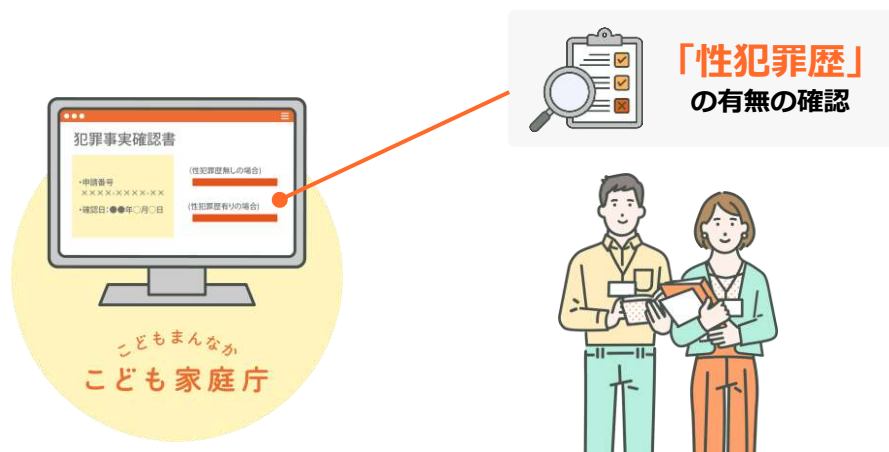 「性犯罪歴」
の有無の確認
犯罪事実確認書
・申請番号
××××-××××-××
・確認日:●●年○月○日
(性犯罪歴無しの場合)
(性犯罪歴有りの場合)
こどもまんなか
こども家庭庁